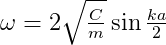 ω = 2√(C/m) sin ka/2